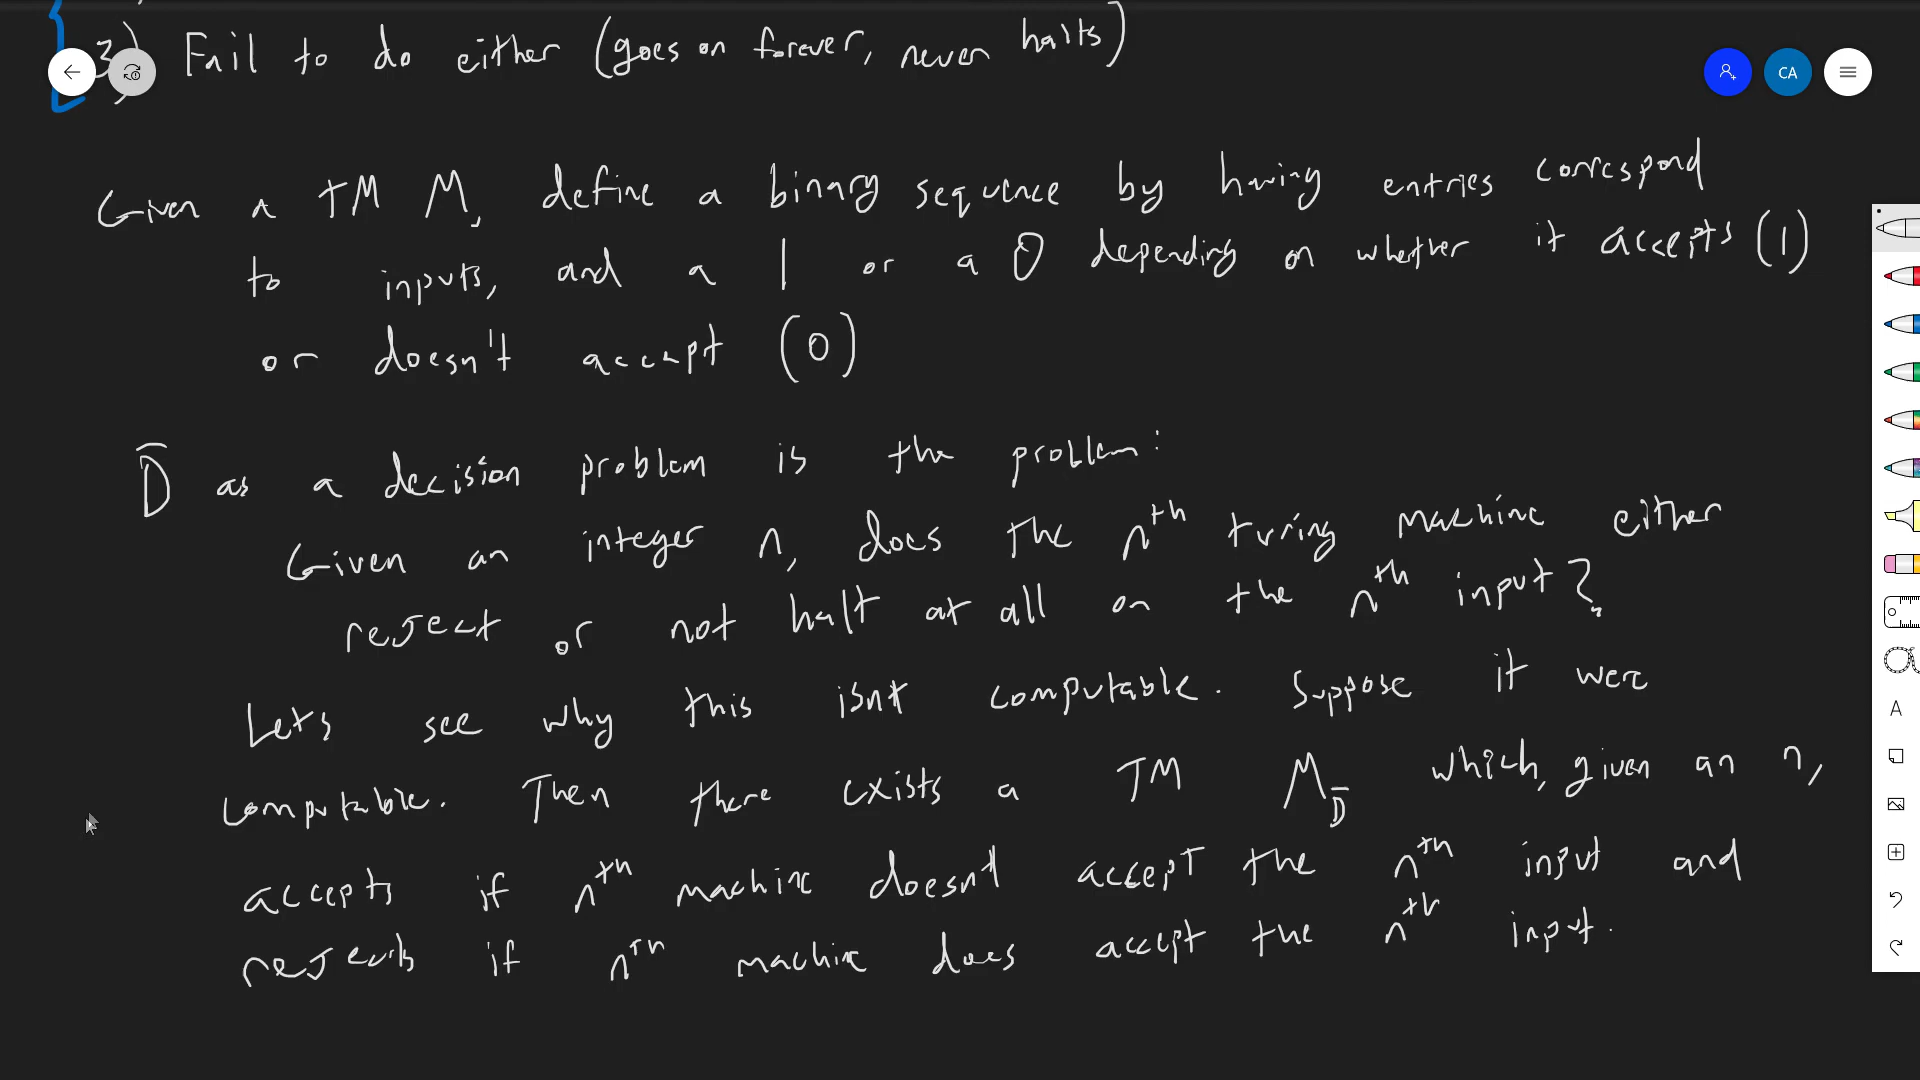 3) Fail to do either (goes on forever, never halts)
CA
Given a TM M, define a binary sequence by having entries correspond
to inputs, and a 1 or a 0 depending on whether it accepts (1)
or doesn't accept (0)
D̅ as a decision problem is the problem:
Given an integer n, does the nᵗʰ turing machine either
reject or not halt at all on the nᵗʰ input?
Lets see why this isnt computable. Suppose it were
computable. Then there exists a TM M_D̅ which, given an n,
accepts if nᵗʰ machine doesn't accept the nᵗʰ input and
rejects if nᵗʰ machine does accept the nᵗʰ input.
A